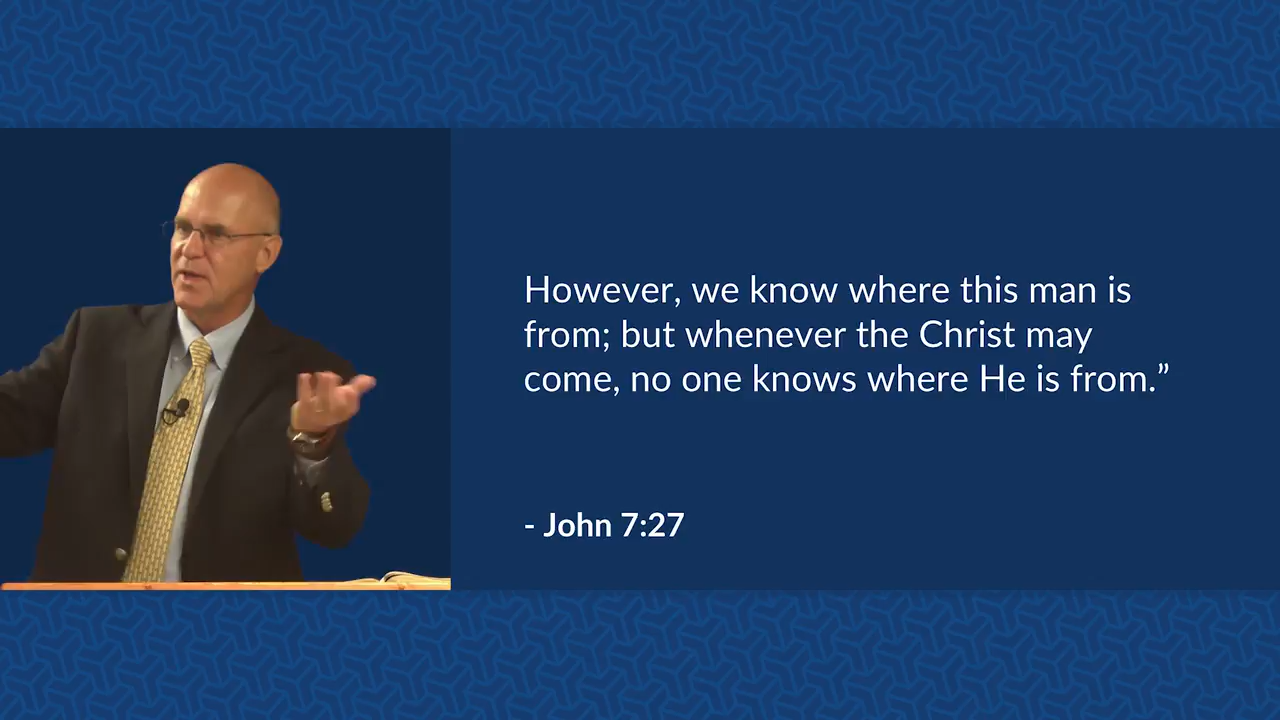 However, we know where this man is
from; but whenever the Christ may
come, no one knows where He is from.”
- John 7:27